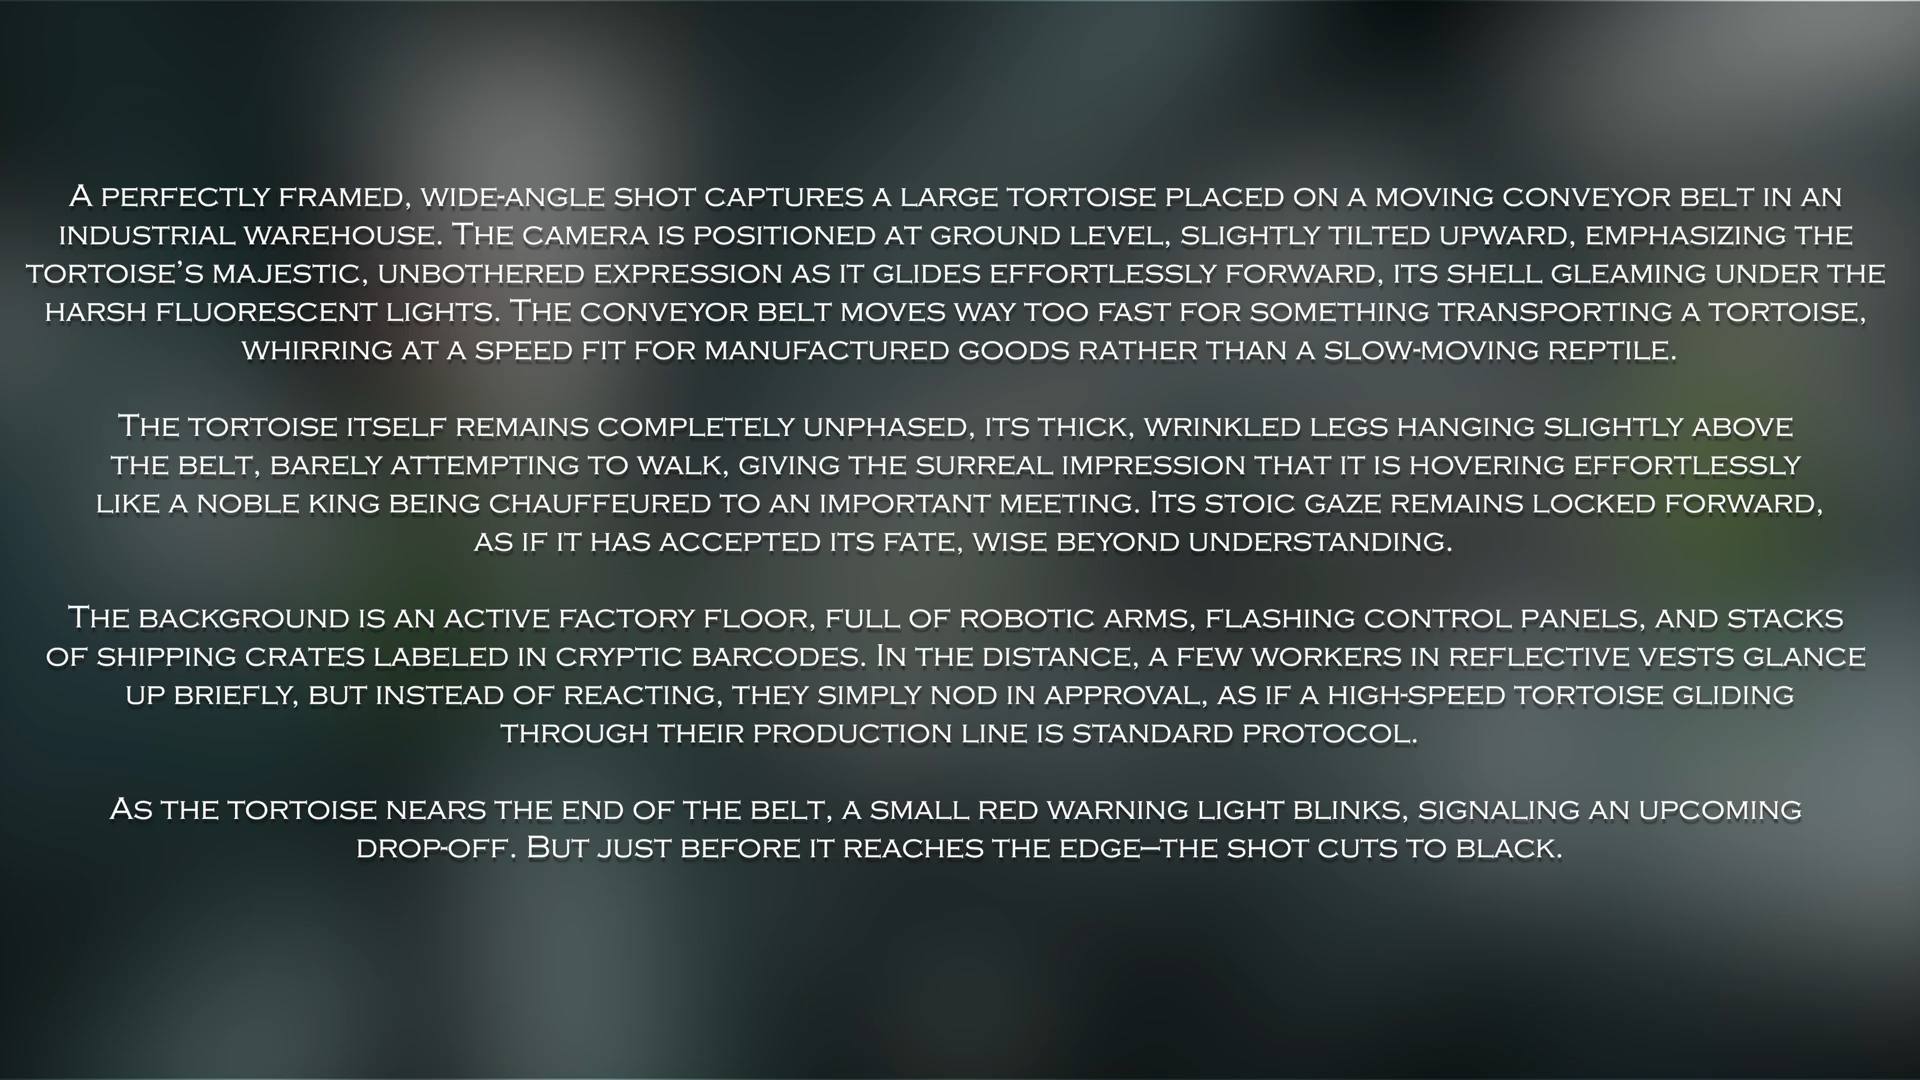 A perfectly framed, wide-angle shot captures a large tortoise placed on a moving conveyor belt in an
industrial warehouse. The camera is positioned at ground level, slightly tilted upward, emphasizing the
tortoise’s majestic, unbothered expression as it glides effortlessly forward, its shell gleaming under the
harsh fluorescent lights. The conveyor belt moves way too fast for something transporting a tortoise,
whirring at a speed fit for manufactured goods rather than a slow-moving reptile.
The tortoise itself remains completely unphased, its thick, wrinkled legs hanging slightly above
the belt, barely attempting to walk, giving the surreal impression that it is hovering effortlessly
like a noble king being chauffeured to an important meeting. Its stoic gaze remains locked forward,
as if it has accepted its fate, wise beyond understanding.
The background is an active factory floor, full of robotic arms, flashing control panels, and stacks
of shipping crates labeled in cryptic barcodes. In the distance, a few workers in reflective vests glance
up briefly, but instead of reacting, they simply nod in approval, as if a high-speed tortoise gliding
through their production line is standard protocol.
As the tortoise nears the end of the belt, a small red warning light blinks, signaling an upcoming
drop-off. But just before it reaches the edge—the shot cuts to black.